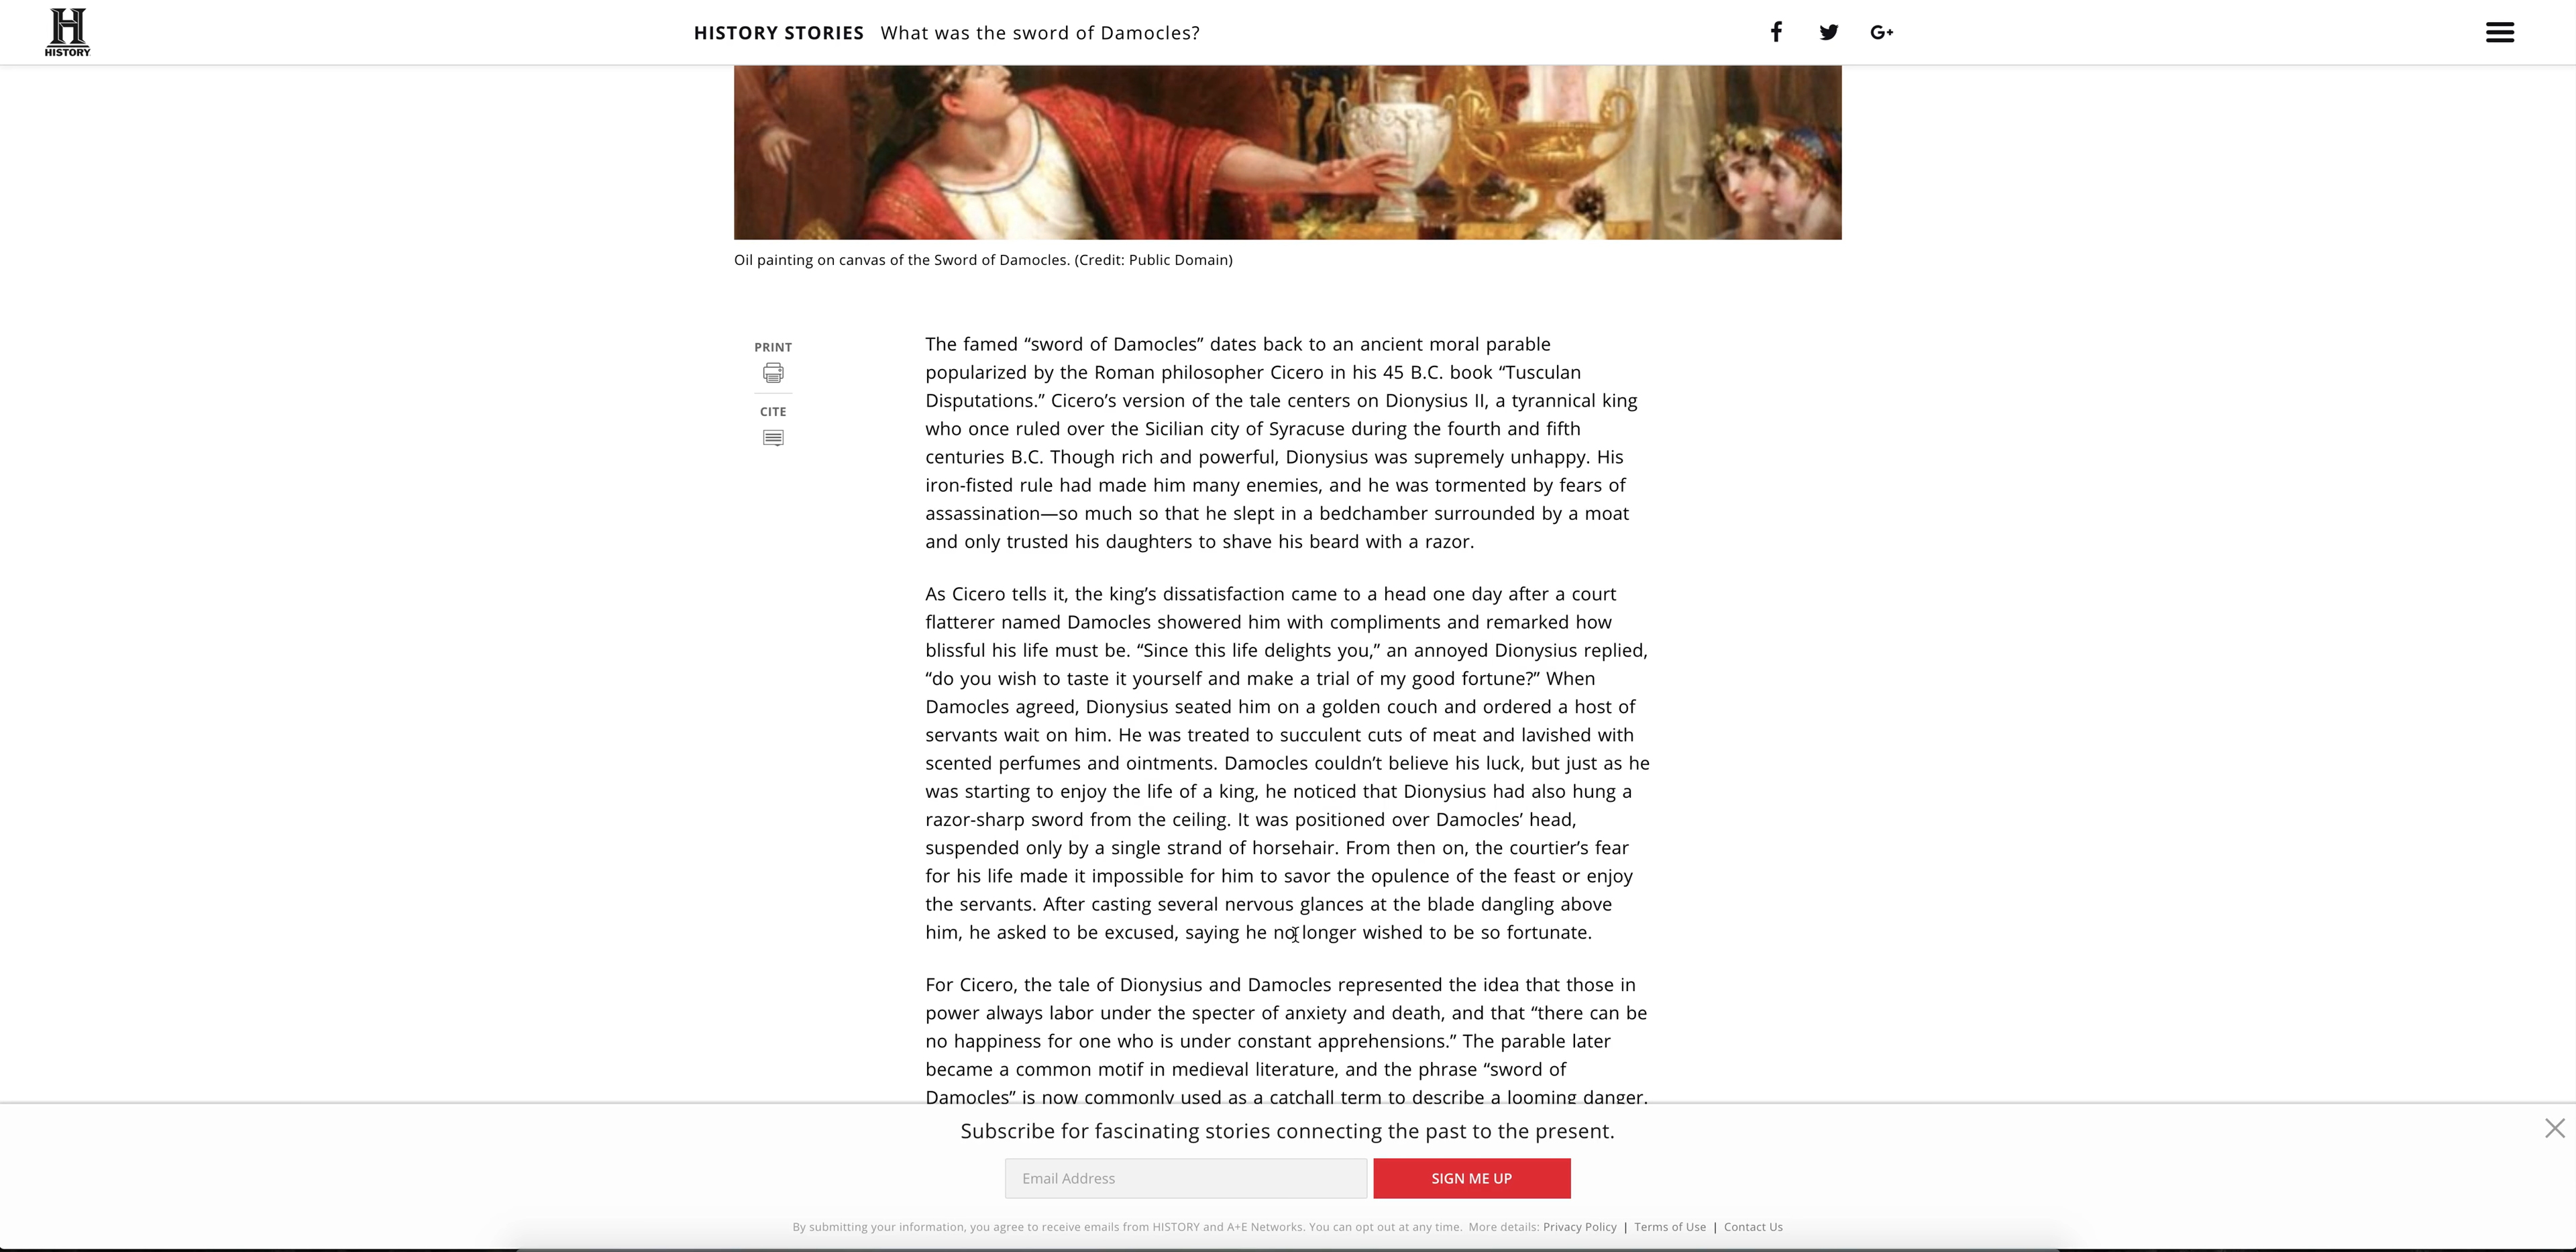 H
HISTORY
HISTORY STORIES What was the sword of Damocles?
Oil painting on canvas of the Sword of Damocles. (Credit: Public Domain)
PRINT
CITE
The famed “sword of Damocles” dates back to an ancient moral parable
popularized by the Roman philosopher Cicero in his 45 B.C. book “Tusculan
Disputations.” Cicero’s version of the tale centers on Dionysius II, a tyrannical king
who once ruled over the Sicilian city of Syracuse during the fourth and fifth
centuries B.C. Though rich and powerful, Dionysius was supremely unhappy. His
iron-fisted rule had made him many enemies, and he was tormented by fears of
assassination—so much so that he slept in a bedchamber surrounded by a moat
and only trusted his daughters to shave his beard with a razor.
As Cicero tells it, the king’s dissatisfaction came to a head one day after a court
flatterer named Damocles showered him with compliments and remarked how
blissful his life must be. “Since this life delights you,” an annoyed Dionysius replied,
“do you wish to taste it yourself and make a trial of my good fortune?” When
Damocles agreed, Dionysius seated him on a golden couch and ordered a host of
servants wait on him. He was treated to succulent cuts of meat and lavished with
scented perfumes and ointments. Damocles couldn’t believe his luck, but just as he
was starting to enjoy the life of a king, he noticed that Dionysius had also hung a
razor-sharp sword from the ceiling. It was positioned over Damocles’ head,
suspended only by a single strand of horsehair. From then on, the courtier’s fear
for his life made it impossible for him to savor the opulence of the feast or enjoy
the servants. After casting several nervous glances at the blade dangling above
him, he asked to be excused, saying he no longer wished to be so fortunate.
For Cicero, the tale of Dionysius and Damocles represented the idea that those in
power always labor under the specter of anxiety and death, and that “there can be
no happiness for one who is under constant apprehensions.” The parable later
became a common motif in medieval literature, and the phrase “sword of
Damocles” is now commonly used as a catchall term to describe a looming danger.
Subscribe for fascinating stories connecting the past to the present.
Email Address SIGN ME UP
By submitting your information, you agree to receive emails from HISTORY and A+E Networks. You can opt out at any time. More details: Privacy Policy | Terms of Use | Contact Us